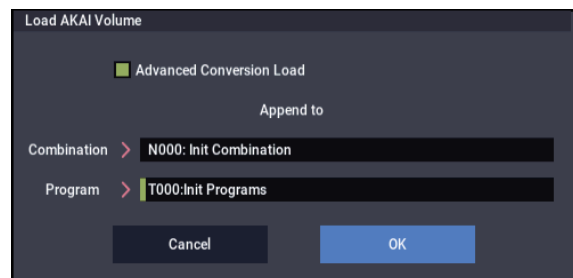 Load AKAI Volume
Advanced Conversion Load
Append to
Combination N000: Init Combination
Program T000:Init Programs
Cancel OK